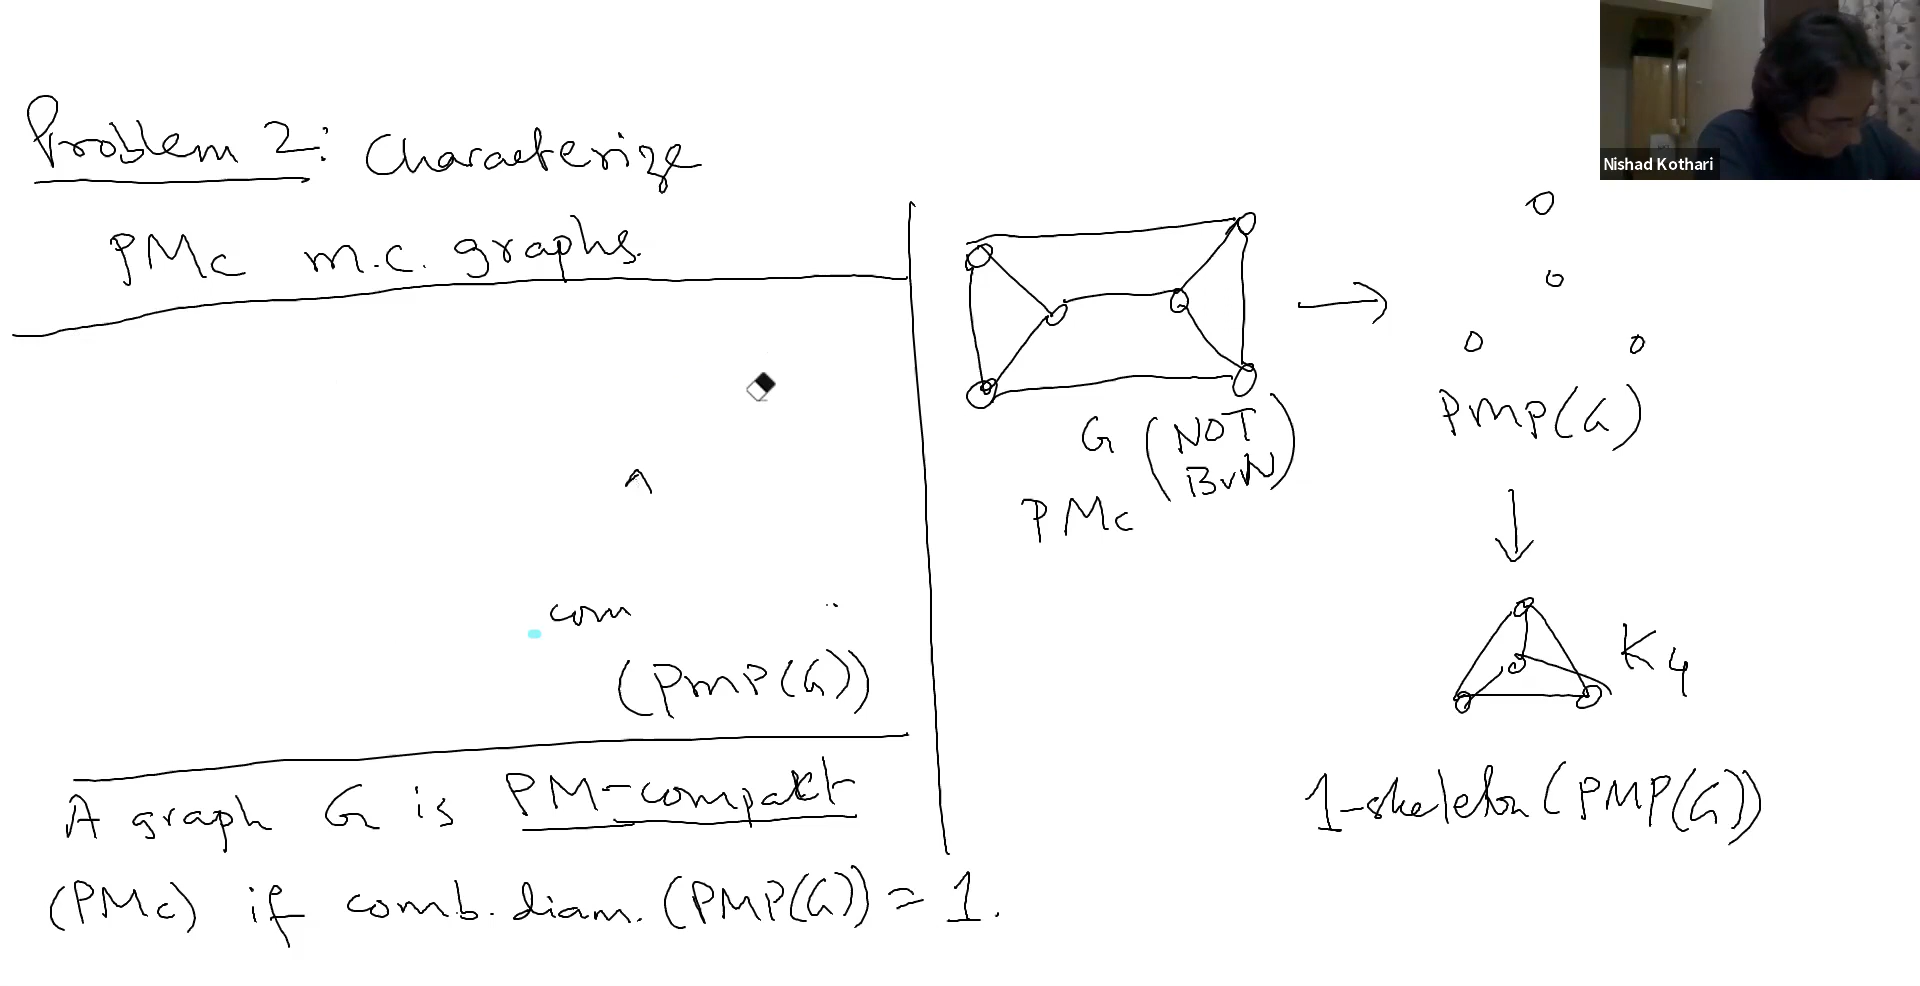 Problem 2: Characterize
PMc m.c. graphs.
com
(PMP(G))
A graph G is PM-compakt
(PMc) if comb. diam. (PMP(G)) = 1.
G (NOT
BvN)
PMc
PMP(G)
K4
1-skeleton (PMP(G))
Nishad Kothari